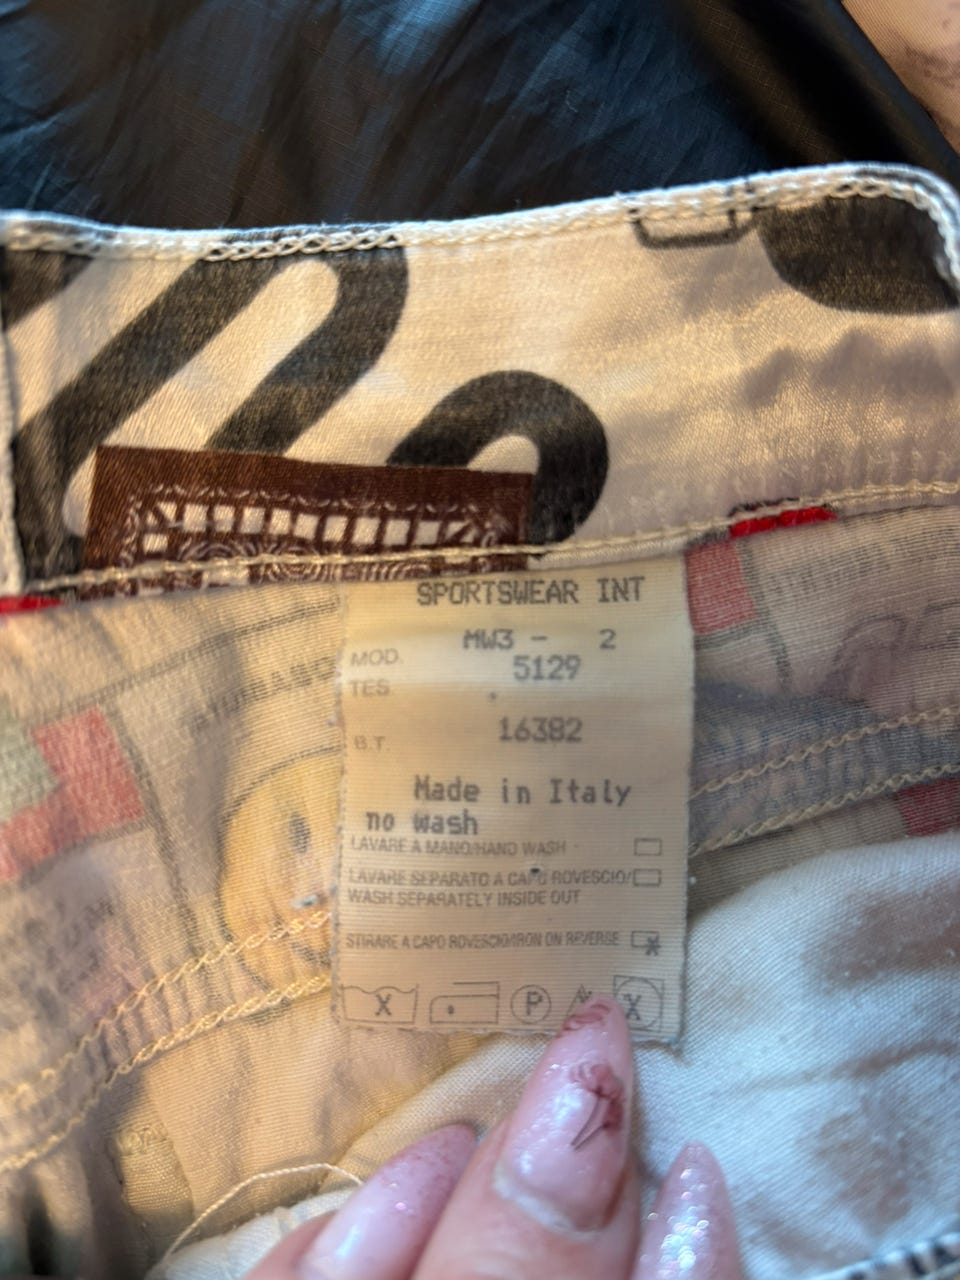 SPORTSWEAR INT
MW3 - 2
MOD. 5129
TES.
B.T. 16382
Made in Italy
no wash
LAVARE A MANO/HAND WASH
LAVARE SEPARATO A CAPO ROVESCIO/
WASH SEPARATELY INSIDE OUT
STIRARE A CAPO ROVESCIO/IRON ON REVERSE X
X P X